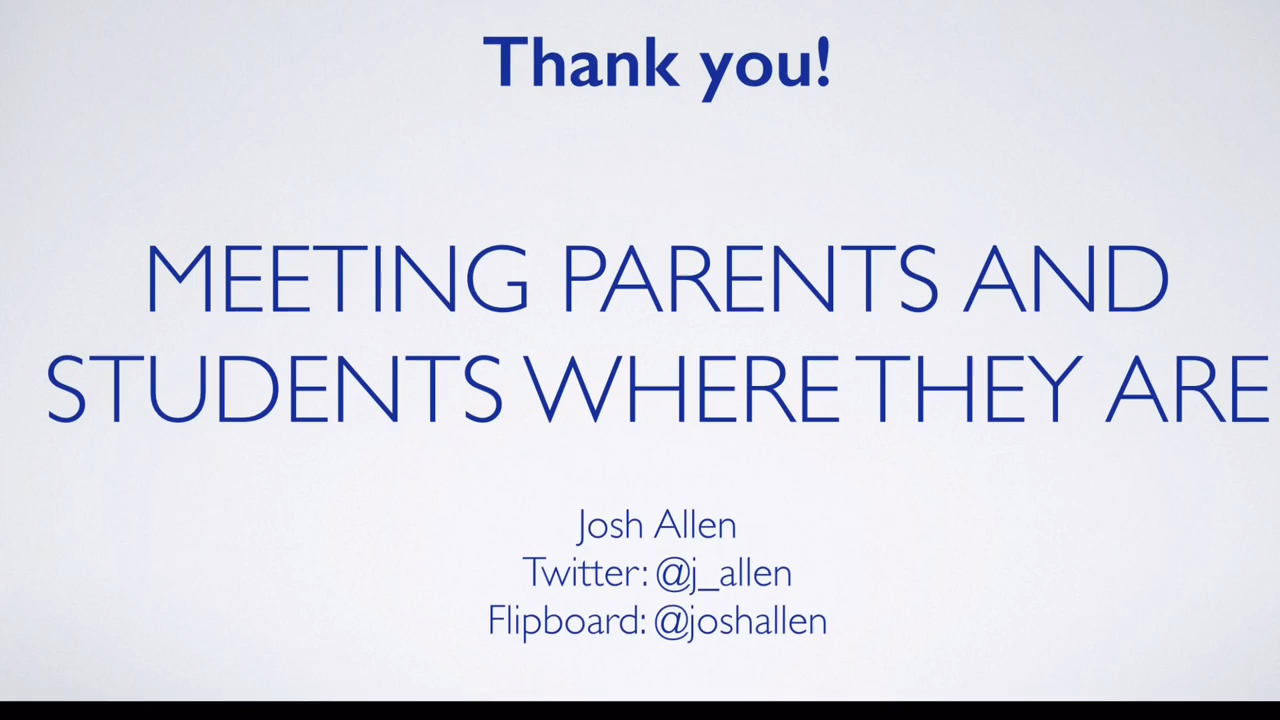 Thank you!
MEETING PARENTS AND
STUDENTS WHERE THEY ARE
Josh Allen
Twitter: @j_allen
Flipboard: @joshallen